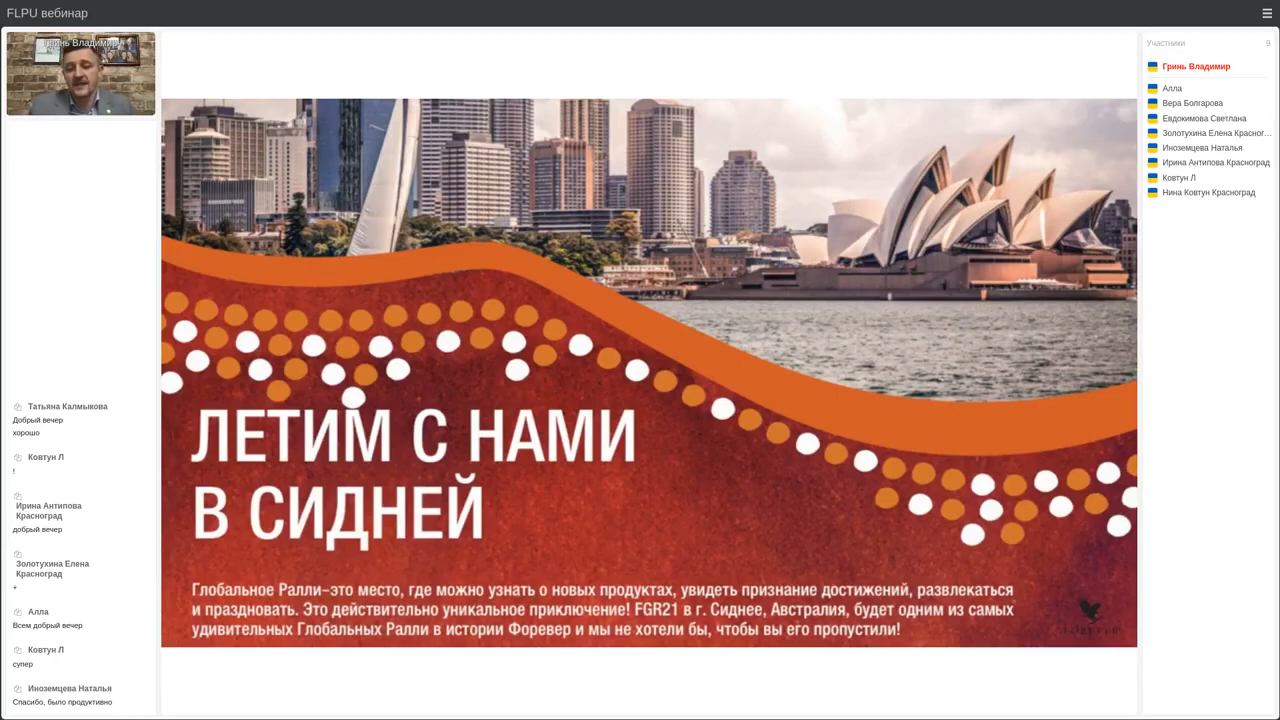 FLPU вебинар
Гринь Владимир
Татьяна Калмыкова
Добрый вечер
хорошо
Ковтун Л
!
Ирина Антипова
Красноград
добрый вечер
Золотухина Елена
Красноград
+
Алла
Всем добрый вечер
Ковтун Л
супер
Иноземцева Наталья
Спасибо, было продуктивно
ЛЕТИМ С НАМИ
В СИДНЕЙ
Глобальное Ралли–это место, где можно узнать о новых продуктах, увидеть признание достижений, развлекаться
и праздновать. Это действительно уникальное приключение! FGR21 в г. Сиднее, Австралия, будет одним из самых
удивительных Глобальных Ралли в истории Форевер и мы не хотели бы, чтобы вы его пропустили!
FOREVER
Участники 9
Гринь Владимир
Алла
Вера Болгарова
Евдокимова Светлана
Золотухина Елена Красног…
Иноземцева Наталья
Ирина Антипова Красноград
Ковтун Л
Нина Ковтун Красноград